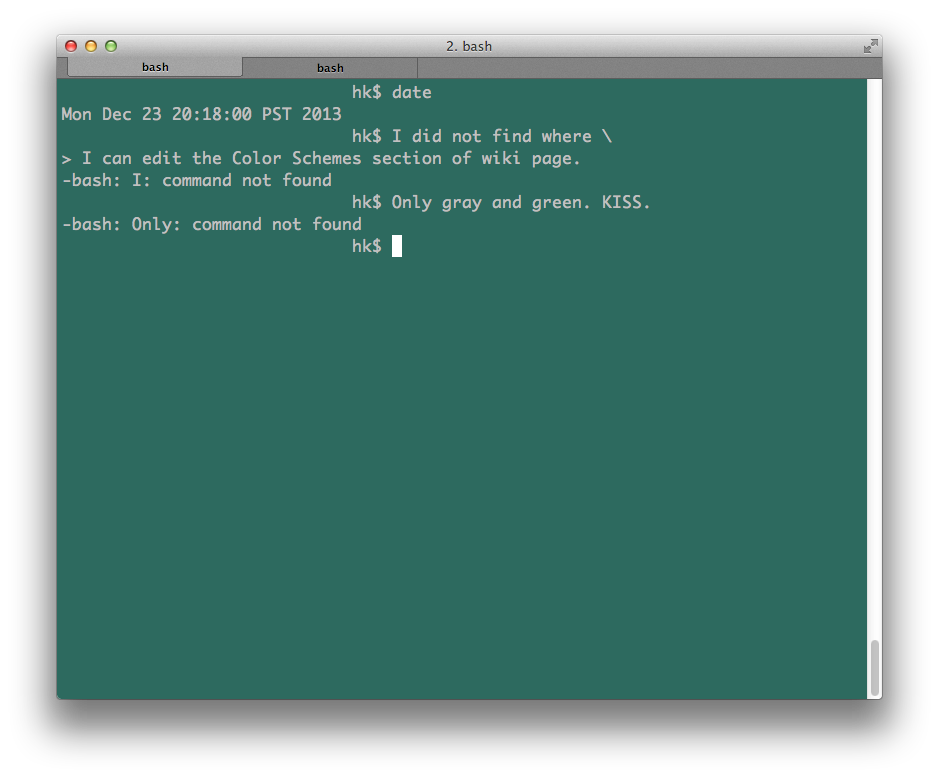 2. bash
bash bash
hk$ date
Mon Dec 23 20:18:00 PST 2013
hk$ I did not find where \
> I can edit the Color Schemes section of wiki page.
-bash: I: command not found
hk$ Only gray and green. KISS.
-bash: Only: command not found
hk$